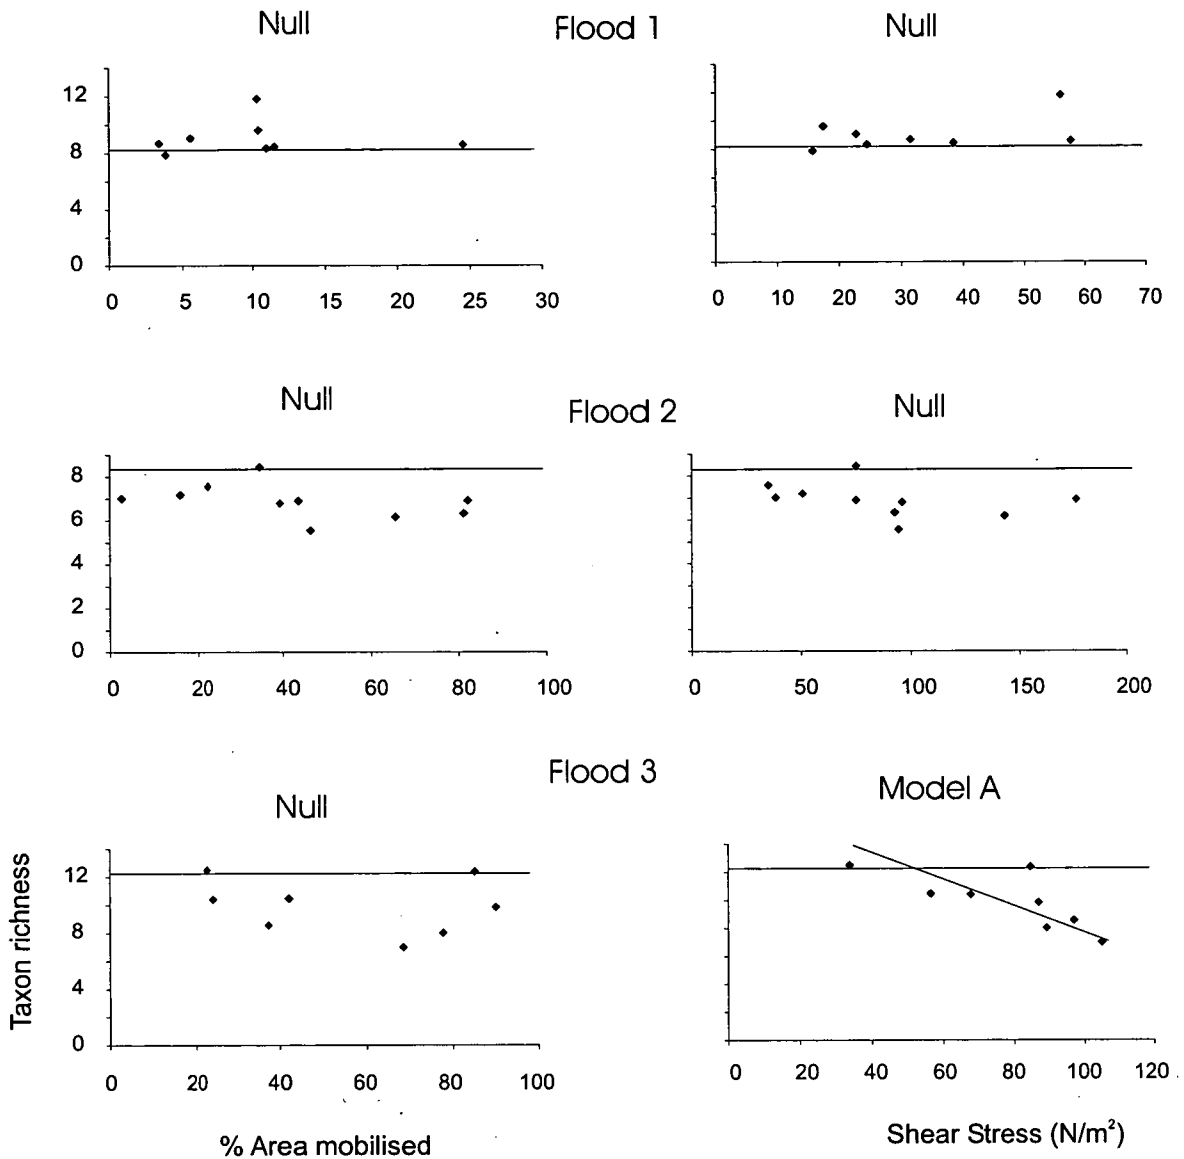 Null
Flood 1
Null
12
8
4
0
0 5 10 15 20 25 30
0 10 20 30 40 50 60 70
Null
Flood 2
Null
8
6
4
2
0
0 20 40 60 80 100
0 50 100 150 200
Flood 3
Null
Model A
Taxon richness
12
8
4
0
0 20 40 60 80 100
0 20 40 60 80 100 120
% Area mobilised
Shear Stress (N/m²)